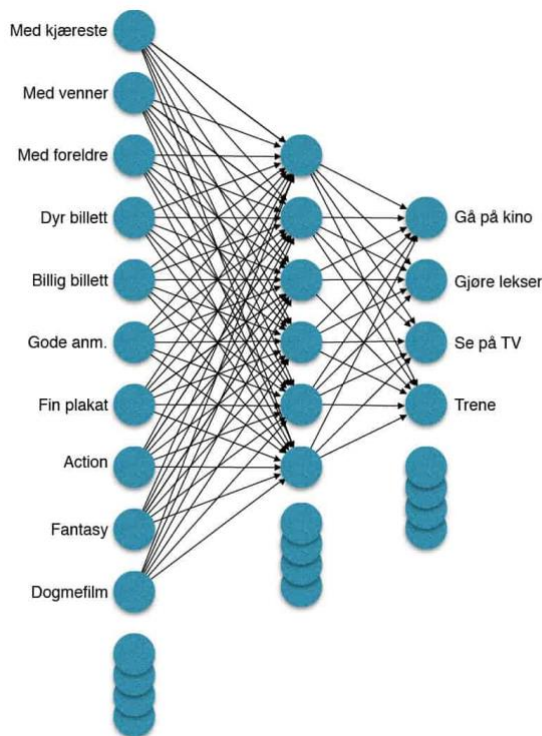 Med kjæreste
Med venner
Med foreldre
Dyr billett
Billig billett
Gode anm.
Fin plakat
Action
Fantasy
Dogmefilm
Gå på kino
Gjøre lekser
Se på TV
Trene